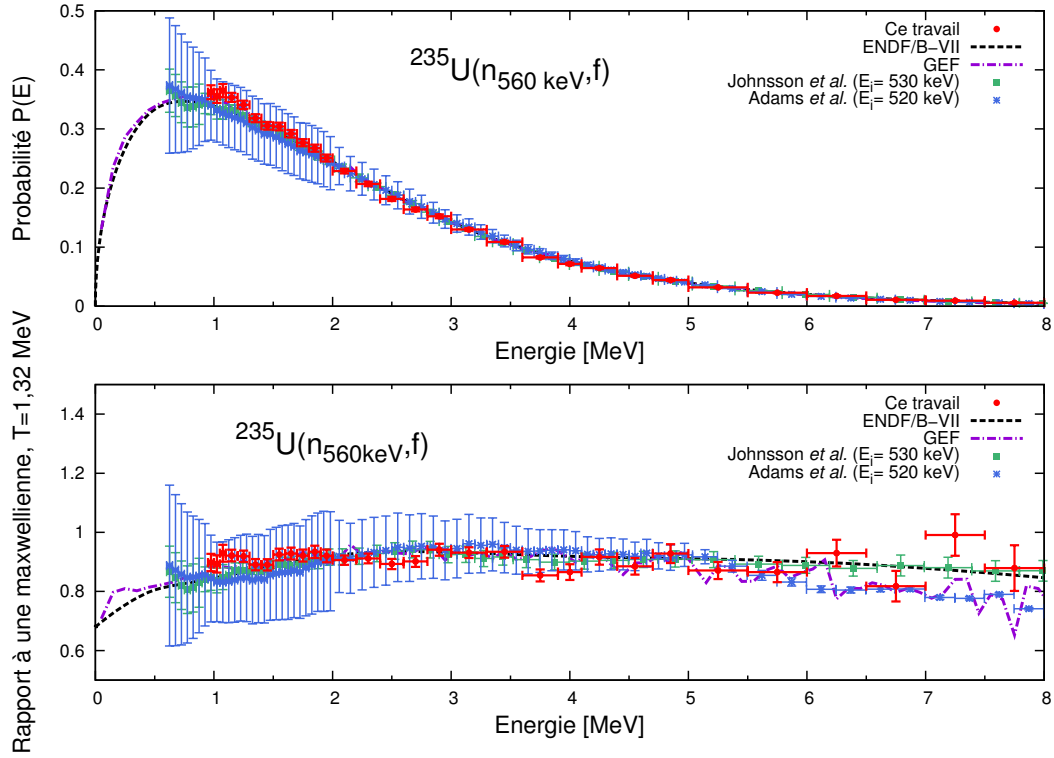 0.5
0.4
0.3
0.2
0.1
0
Probabilité P(E)
235U(n560 keV,f)
Ce travail
ENDF/B−VII
GEF
Johnsson et al. (Ei= 530 keV)
Adams et al. (Ei= 520 keV)
0 1 2 3 4 5 6 7 8
Energie [MeV]
Rapport à une maxwellienne, T=1,32 MeV
1.4
1.2
1
0.8
0.6
235U(n560keV,f)
Ce travail
ENDF/B−VII
GEF
Johnsson et al. (Ei= 530 keV)
Adams et al. (Ei= 520 keV)
0 1 2 3 4 5 6 7 8
Energie [MeV]